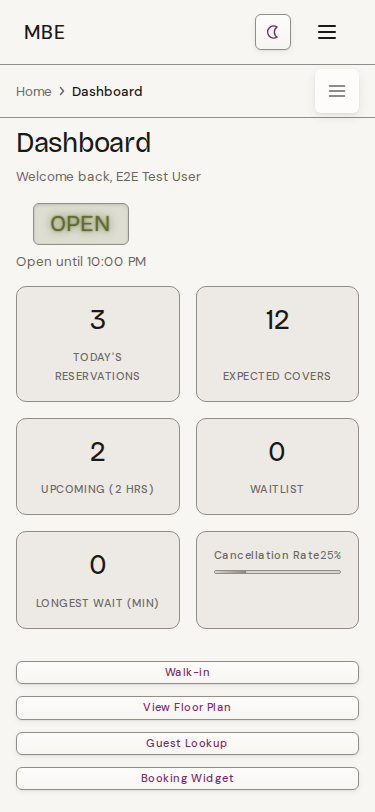 MBE
Home > Dashboard
Dashboard
Welcome back, E2E Test User
OPEN
Open until 10:00 PM
3
TODAY'S
RESERVATIONS
12
EXPECTED COVERS
2
UPCOMING (2 HRS)
0
WAITLIST
0
LONGEST WAIT (MIN)
Cancellation Rate25%
Walk-in
View Floor Plan
Guest Lookup
Booking Widget